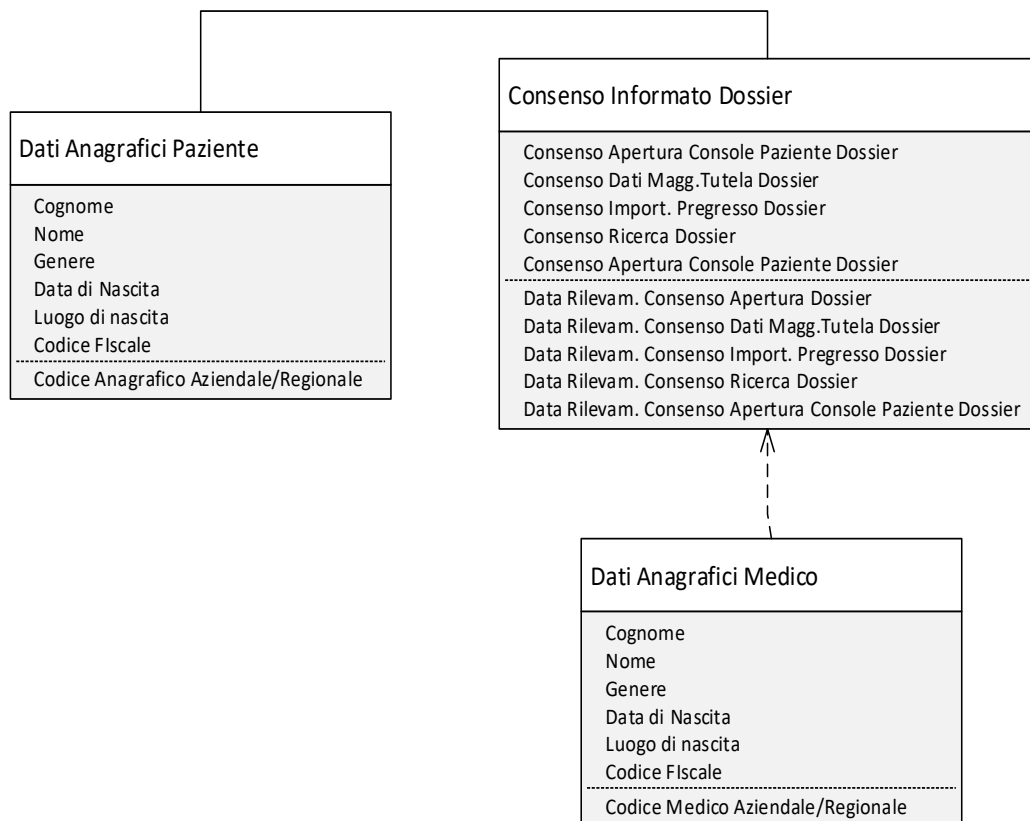 Dati Anagrafici Paziente
Cognome
Nome
Genere
Data di Nascita
Luogo di nascita
Codice FIscale
Codice Anagrafico Aziendale/Regionale
Consenso Informato Dossier
Consenso Apertura Console Paziente Dossier
Consenso Dati Magg.Tutela Dossier
Consenso Import. Pregresso Dossier
Consenso Ricerca Dossier
Consenso Apertura Console Paziente Dossier
Data Rilevam. Consenso Apertura Dossier
Data Rilevam. Consenso Dati Magg.Tutela Dossier
Data Rilevam. Consenso Import. Pregresso Dossier
Data Rilevam. Consenso Ricerca Dossier
Data Rilevam. Consenso Apertura Console Paziente Dossier
Dati Anagrafici Medico
Cognome
Nome
Genere
Data di Nascita
Luogo di nascita
Codice FIscale
Codice Medico Aziendale/Regionale